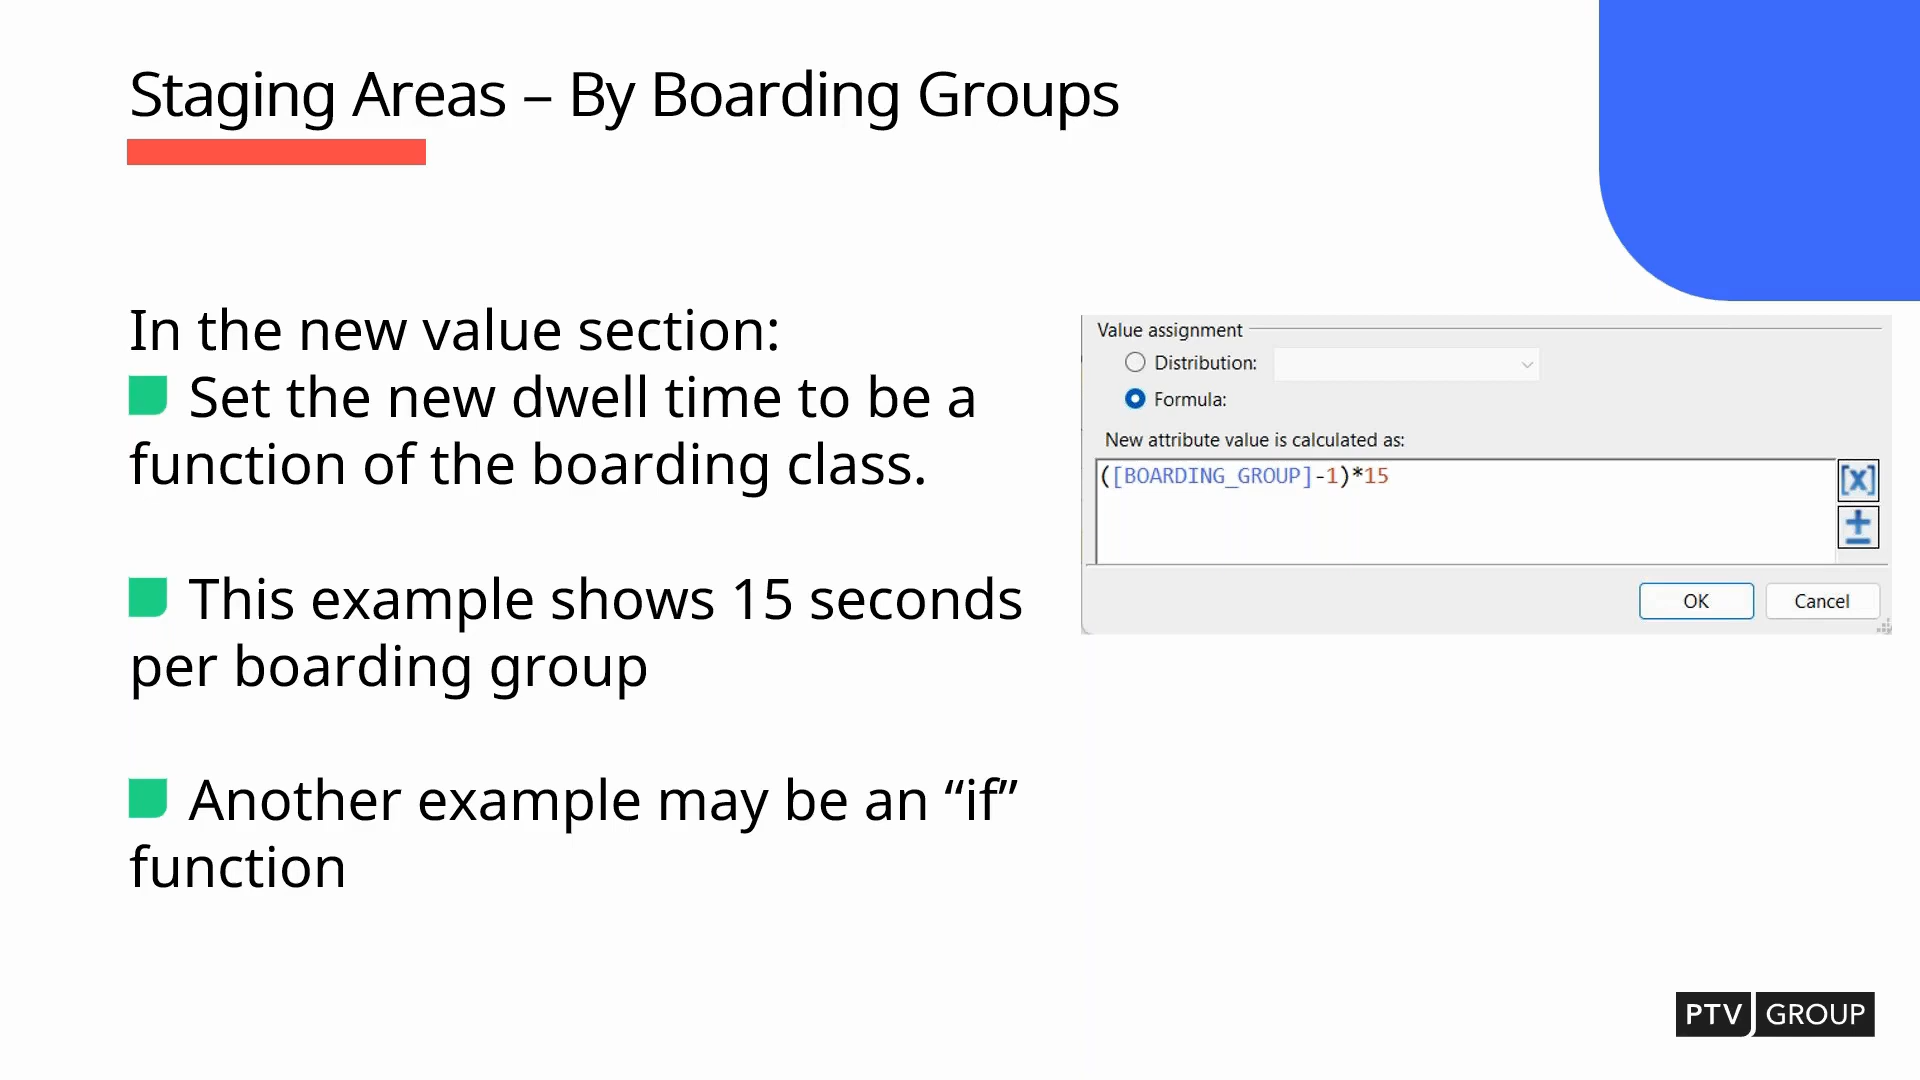 Staging Areas – By Boarding Groups
In the new value section:
Set the new dwell time to be a
function of the boarding class.
This example shows 15 seconds
per boarding group
Another example may be an “if”
function
Value assignment
Distribution:
Formula:
New attribute value is calculated as:
([BOARDING_GROUP]-1)*15
[x]
±
OK
Cancel
PTV GROUP